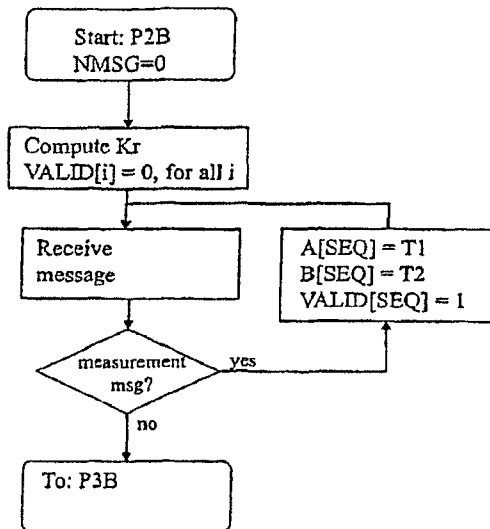 Start: P2B
NMSG=0
Compute Kr
VALID[i] = 0, for all i
Receive
message
A[SEQ] = T1
B[SEQ] = T2
VALID[SEQ] = 1
measurement
msg?
yes
no
To: P3B